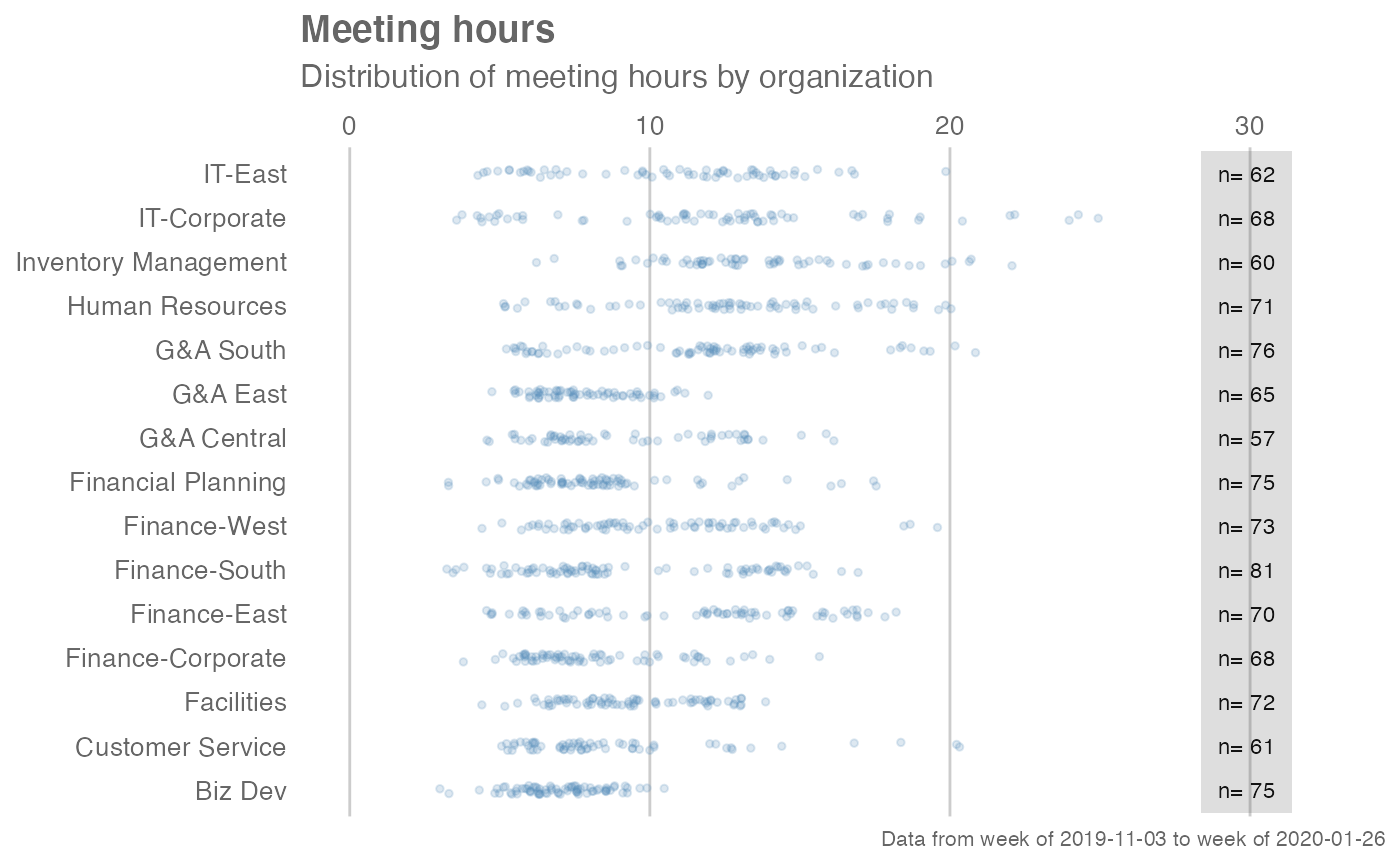 Meeting hours
Distribution of meeting hours by organization
0 10 20 30
IT-East n= 62
IT-Corporate n= 68
Inventory Management n= 60
Human Resources n= 71
G&A South n= 76
G&A East n= 65
G&A Central n= 57
Financial Planning n= 75
Finance-West n= 73
Finance-South n= 81
Finance-East n= 70
Finance-Corporate n= 68
Facilities n= 72
Customer Service n= 61
Biz Dev n= 75
Data from week of 2019-11-03 to week of 2020-01-26